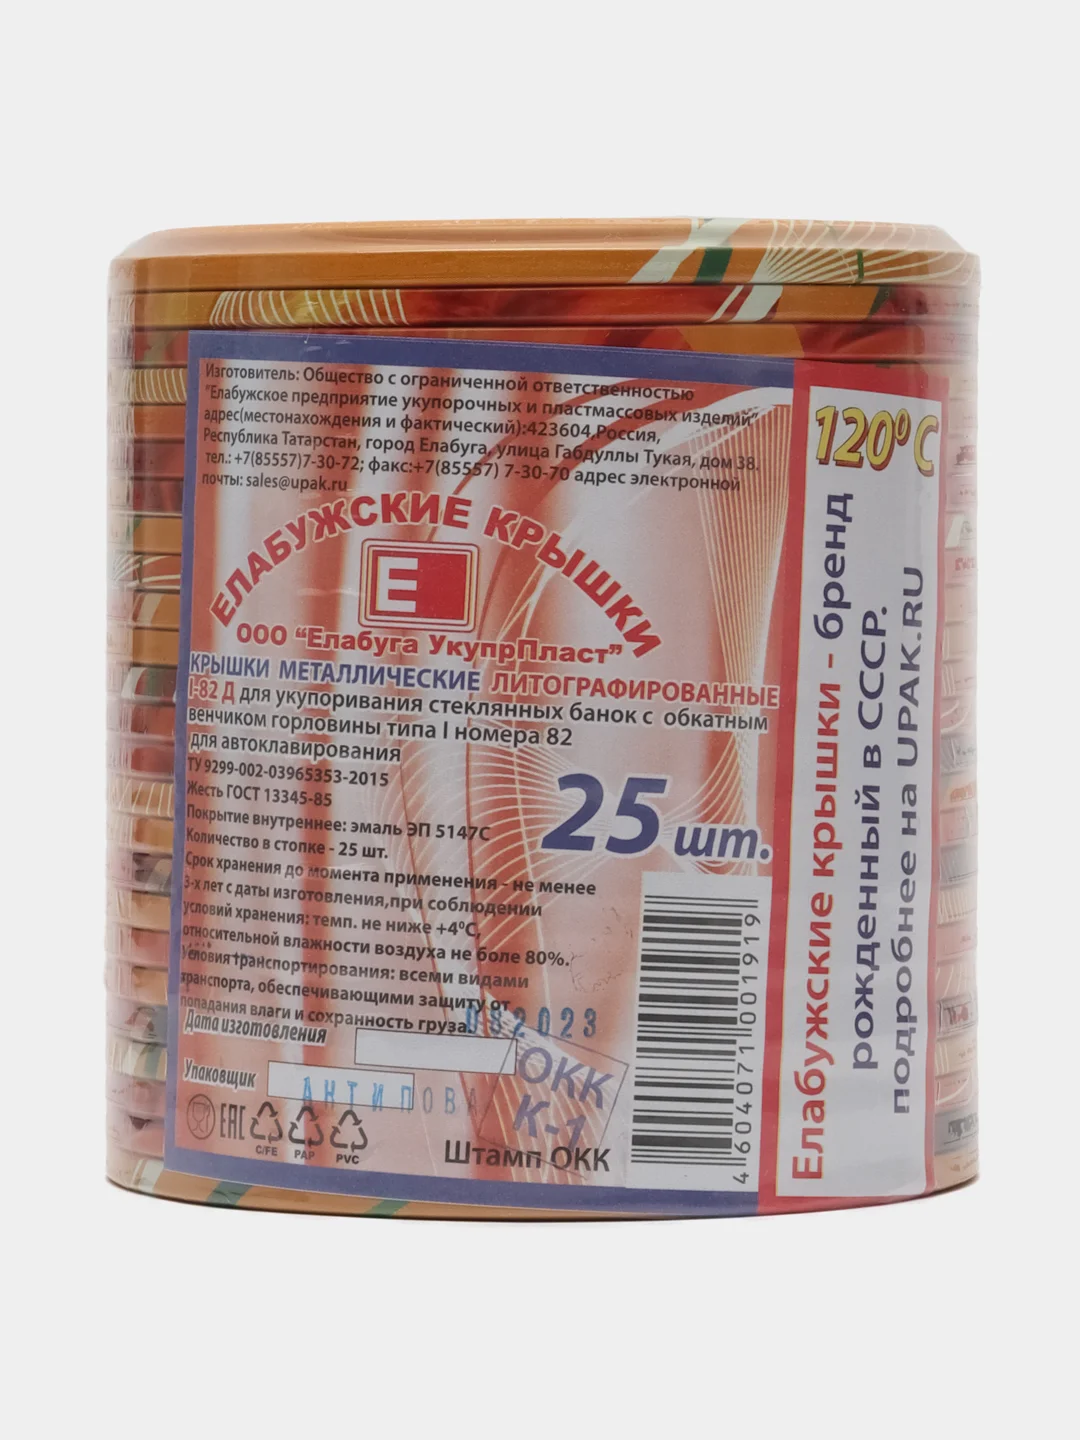 Изготовитель: Общество с ограниченной ответственностью
"Елабужское предприятие укупорочных и пластмассовых изделий"
адрес(местонахождения и фактический):423604,Россия,
Республика Татарстан, город Елабуга, улица Габдуллы Тукая, дом 38.
тел.: +7(85557)7-30-72; факс:+7(85557) 7-30-70 адрес электронной
почты: sales@upak.ru
ЕЛАБУЖСКИЕ КРЫШКИ
Е
ООО "Елабуга УкупрПласт"
КРЫШКИ МЕТАЛЛИЧЕСКИЕ ЛИТОГРАФИРОВАННЫЕ
I-82 Д для укупоривания стеклянных банок с обкатным
венчиком горловины типа I номера 82
для автоклавирования
ТУ 9299-002-03965353-2015
Жесть ГОСТ 13345-85
Покрытие внутреннее: эмаль ЭП 5147С
Количество в стопке - 25 шт.
25 шт.
Срок хранения до момента применения - не менее
3-х лет с даты изготовления,при соблюдении
условий хранения: темп. не ниже +4⁰С,
относительной влажности воздуха не боле 80%.
Условия транспортирования: всеми видами
транспорта, обеспечивающими защиту от
попадания влаги и сохранность груза.
Дата изготовления
082023
Упаковщик
АНТИПОВА
ОКК
К-1
Штамп ОКК
EAC
C/FE
PAP
PVC
4 604071 001919
120⁰С
Елабужские крышки - бренд
рожденный в СССР.
подробнее на UPAK.RU